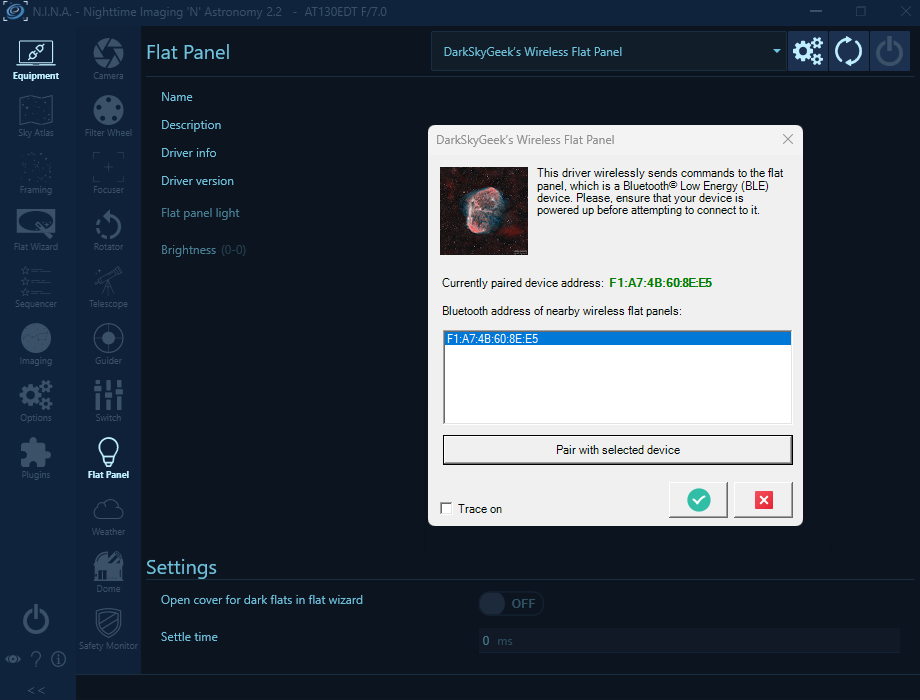 N.I.N.A. - Nighttime Imaging 'N' Astronomy 2.2 - AT130EDT F/7.0
Equipment
Sky Atlas
Framing
Flat Wizard
Sequencer
Imaging
Options
Plugins
<<
Camera
Filter Wheel
Focuser
Rotator
Telescope
Guider
Switch
Flat Panel
Weather
Dome
Safety Monitor
Flat Panel
DarkSkyGeek's Wireless Flat Panel
Name
Description
Driver info
Driver version
Flat panel light
Brightness (0-0)
DarkSkyGeek's Wireless Flat Panel
This driver wirelessly sends commands to the flat
panel, which is a Bluetooth© Low Energy (BLE)
device. Please, ensure that your device is
powered up before attempting to connect to it.
Currently paired device address: F1:A7:4B:60:8E:E5
Bluetooth address of nearby wireless flat panels:
F1:A7:4B:60:8E:E5
Pair with selected device
Trace on
Settings
Open cover for dark flats in flat wizard
OFF
Settle time
0 ms